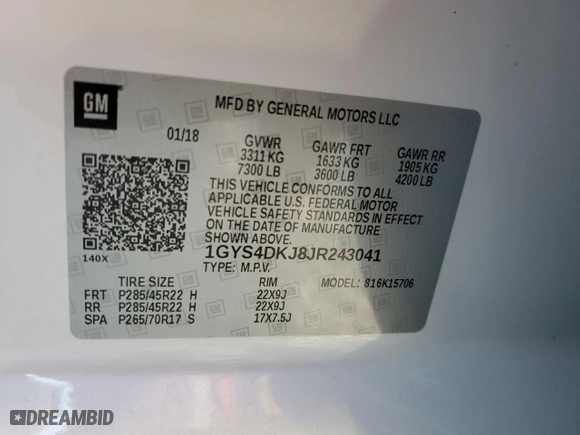 GM
MFD BY GENERAL MOTORS LLC
01/18 GVWR GAWR FRT GAWR RR
3311 KG 1633 KG 1905 KG
7300 LB 3600 LB 4200 LB
THIS VEHICLE CONFORMS TO ALL
APPLICABLE U.S. FEDERAL MOTOR
VEHICLE SAFETY STANDARDS IN EFFECT
ON THE DATE OF MANUFACTURE
SHOWN ABOVE.
140X 1GYS4DKJ8JR243041
TYPE: M.P.V.
TIRE SIZE RIM MODEL: 816K15706
FRT P285/45R22 H 22X9J
RR P285/45R22 H 22X9J
SPA P265/70R17 S 17X7.5J
DREAMBID